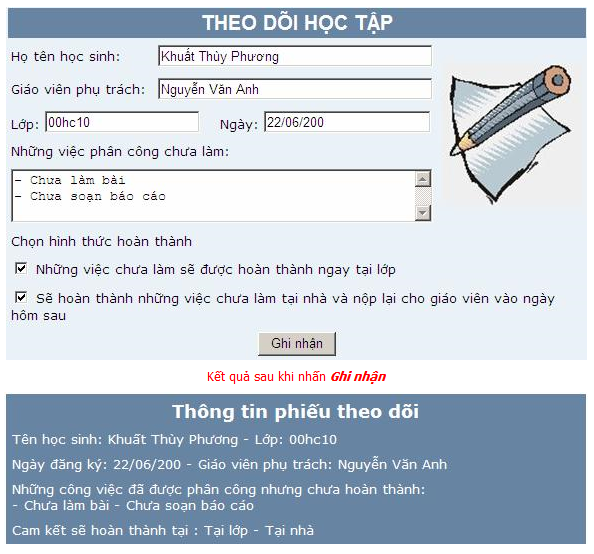 THEO DÕI HỌC TẬP
Họ tên học sinh: Khuất Thùy Phương
Giáo viên phụ trách: Nguyễn Văn Anh
Lớp: 00hc10 Ngày: 22/06/200
Những việc phân công chưa làm:
- Chưa làm bài
- Chưa soạn báo cáo
Chọn hình thức hoàn thành
Những việc chưa làm sẽ được hoàn thành ngay tại lớp
Sẽ hoàn thành những việc chưa làm tại nhà và nộp lại cho giáo viên vào ngày
hôm sau
Ghi nhận
Kết quả sau khi nhấn Ghi nhận
Thông tin phiếu theo dõi
Tên học sinh: Khuất Thùy Phương - Lớp: 00hc10
Ngày đăng ký: 22/06/200 - Giáo viên phụ trách: Nguyễn Văn Anh
Những công việc đã được phân công nhưng chưa hoàn thành:
- Chưa làm bài - Chưa soạn báo cáo
Cam kết sẽ hoàn thành tại : Tại lớp - Tại nhà